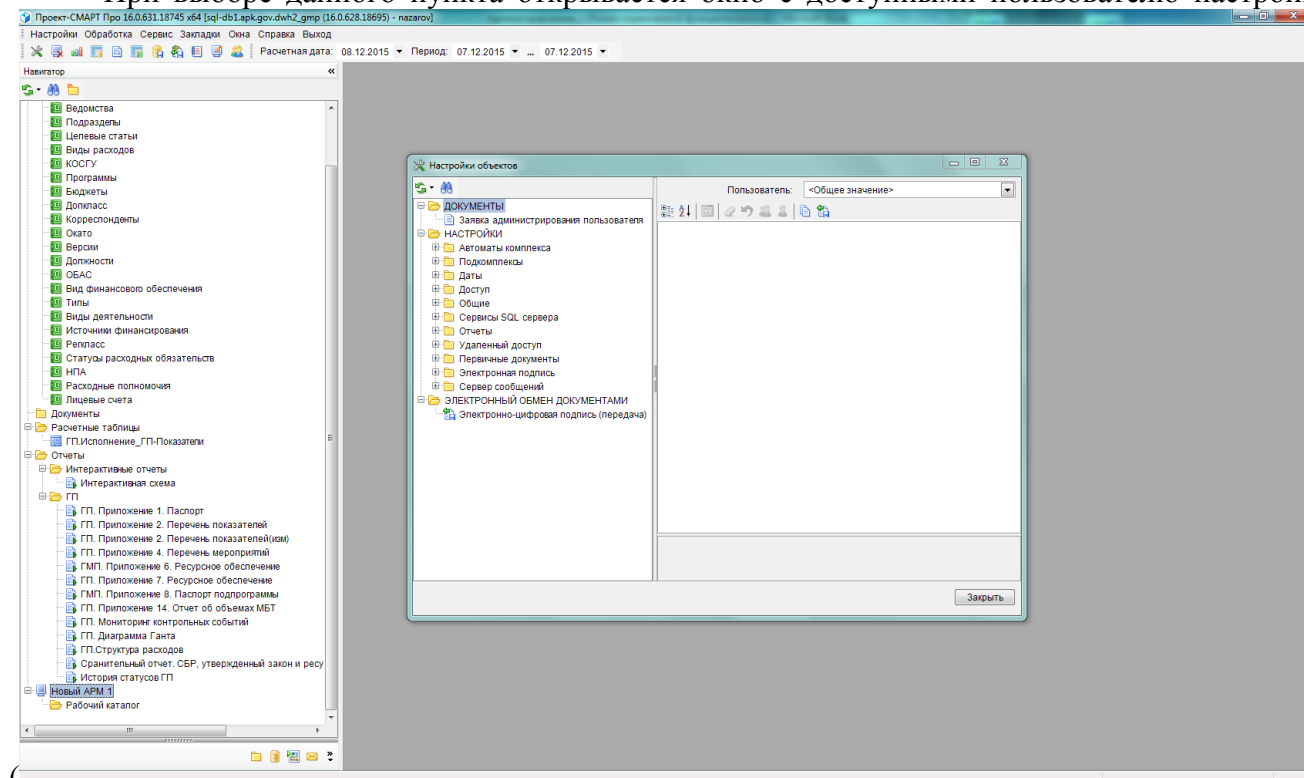 При выборе данного пункта открывается окно с доступными пользователю настрой
Проект-СМАРТ Про 16.0.631.18745 x64 [sql-db1.apk.gov.dwh2_gmp (16.0.628.18695) - nazarov]
Настройки Обработка Сервис Закладки Окна Справка Выход
Расчетная дата: 08.12.2015 Период: 07.12.2015 ... 07.12.2015
Навигатор
Ведомства
Подразделы
Целевые статьи
Виды расходов
КОСГУ
Программы
Бюджеты
Допкласс
Корреспонденты
Окато
Версии
Должности
ОБАС
Вид финансового обеспечения
Типы
Виды деятельности
Источники финансирования
Репкласс
Статусы расходных обязательств
НПА
Расходные полномочия
Лицевые счета
Документы
Расчетные таблицы
ГП.Исполнение_ГП-Показатели
Отчеты
Интерактивные отчеты
Интерактивная схема
ГП
ГП. Приложение 1. Паспорт
ГП. Приложение 2. Перечень показателей
ГП. Приложение 2. Перечень показателей(изм)
ГП. Приложение 4. Перечень мероприятий
ГМП. Приложение 6. Ресурсное обеспечение
ГП. Приложение 7. Ресурсное обеспечение
ГМП. Приложение 8. Паспорт подпрограммы
ГП. Приложение 14. Отчет об объемах МБТ
ГП. Мониторинг контрольных событий
ГП. Диаграмма Ганта
ГП.Структура расходов
Сранительный отчет. СБР, утвержденный закон и ресу
История статусов ГП
Новый АРМ 1
Рабочий каталог
Настройки объектов
ДОКУМЕНТЫ
Заявка администрирования пользователя
НАСТРОЙКИ
Автоматы комплекса
Подкомплексы
Даты
Доступ
Общие
Сервисы SQL сервера
Отчеты
Удаленный доступ
Первичные документы
Электронная подпись
Сервер сообщений
ЭЛЕКТРОННЫЙ ОБМЕН ДОКУМЕНТАМИ
Электронно-цифровая подпись (передача)
Пользователь: <Общее значение>
Закрыть
(